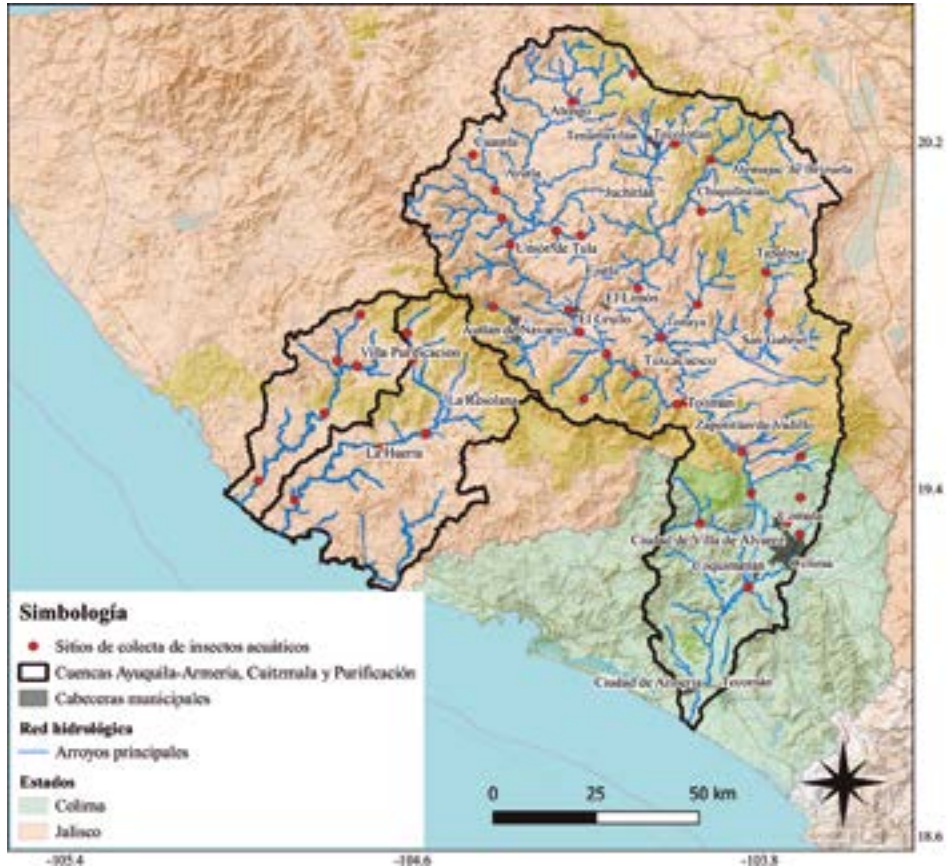 Atengo
Tenamaxtlán
Tecolotlán
20.2
Cuautla
Atemajac de Brizuela
Ayutla
Juchitlán
Chiquilistlán
Unión de Tula
Tapalpa
Ejutla
El Limón
El Grullo
Autlán de Navarro
Tonaya
San Gabriel
Villa Purificación
Tuxcacuesco
La Resolana
Tolimán
Zapotitlán de Vadillo
La Huerta
19.4
Comala
Ciudad de Villa de Álvarez
Colima
Coquimatlán
Simbología
Sitios de colecta de insectos acuáticos
Cuencas Ayuquila-Armería, Cuitzmala y Purificación
Cabeceras municipales
Ciudad de Armería
Tecomán
Red hidrológica
Arroyos principales
Estados
Colima
Jalisco
0 25 50 km
18.6
-105.4 -104.6 -103.8